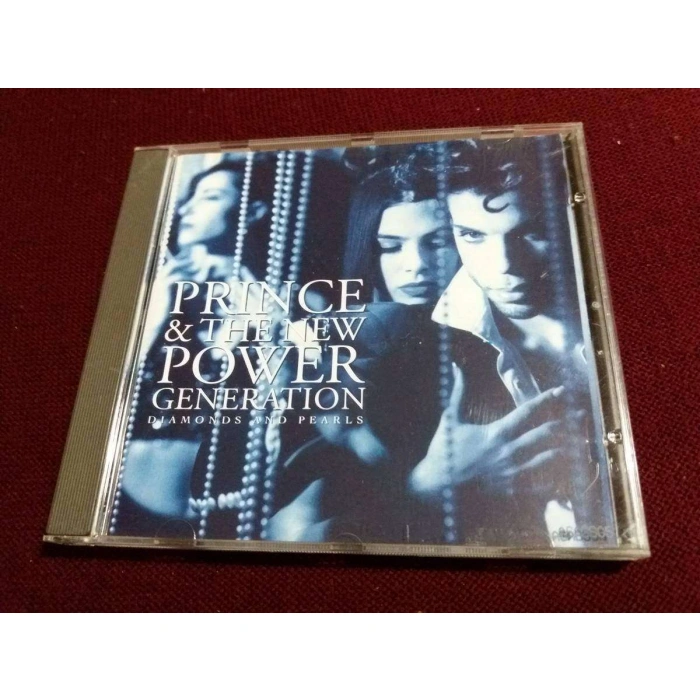 PRINCE
& THE NEW
POWER
GENERATION
DIAMONDS AND PEARLS